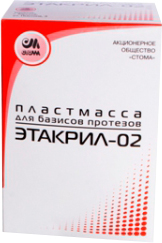 АКЦИОНЕРНОЕ
ОБЩЕСТВО
«СТОМА»
ПЛАСТМАССА
для базисов протезов
ЭТАКРИЛ-02